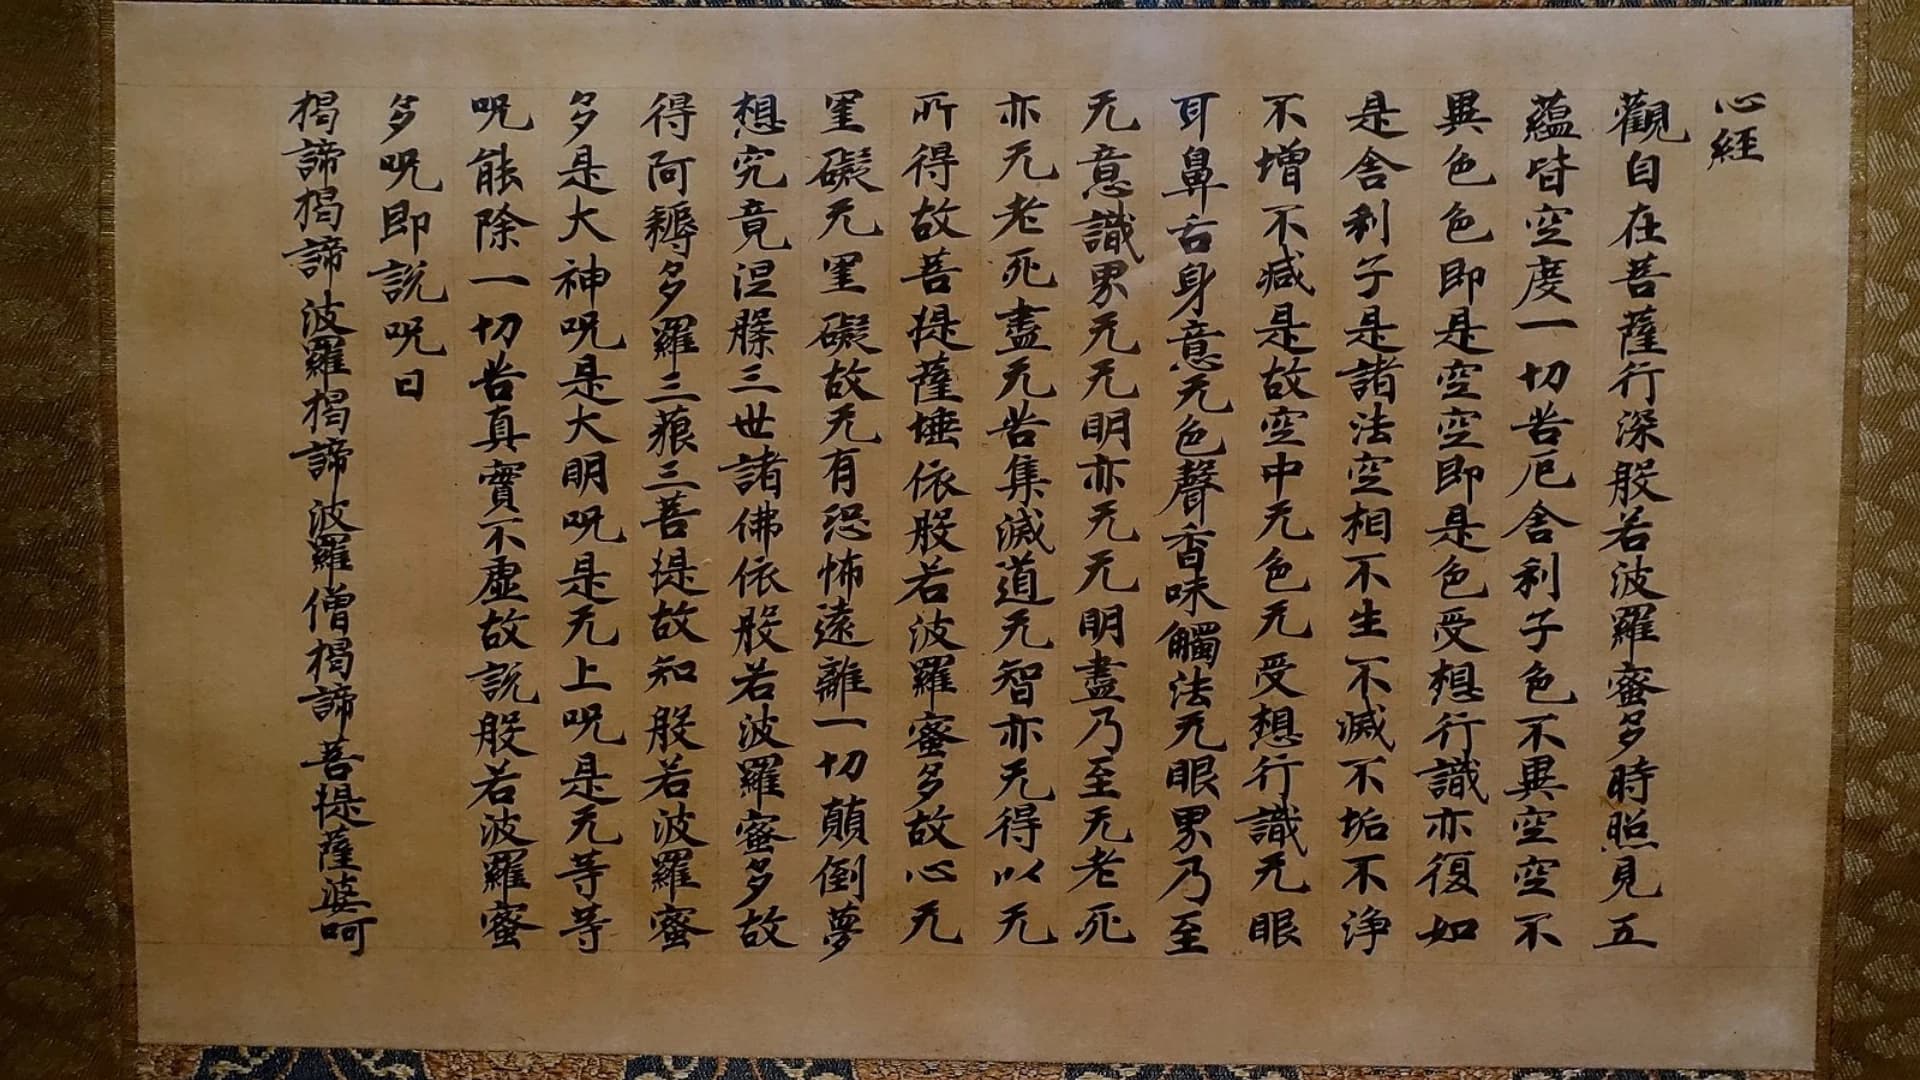 心経
觀自在菩薩行深般若波羅蜜多時照見五
蘊皆空度一切苦厄舍利子色不異空空不
異色色即是空空即是色受想行識亦復如
是舍利子是諸法空相不生不滅不垢不淨
不增不減是故空中无色无受想行識无眼
耳鼻舌身意无色聲香味觸法无眼界乃至
无意識界无无明亦无无明盡乃至无老死
亦无老死盡无苦集滅道无智亦无得以无
所得故菩提薩埵依般若波羅蜜多故心无
罣礙无罣礙故无有恐怖遠離一切顛倒夢
想究竟涅槃三世諸佛依般若波羅蜜多故
得阿耨多羅三藐三菩提故知般若波羅蜜
多是大神呪是大明呪是无上呪是无等等
呪能除一切苦真實不虛故説般若波羅蜜
多呪即説呪曰
揭諦揭諦波羅揭諦波羅僧揭諦菩提薩婆呵